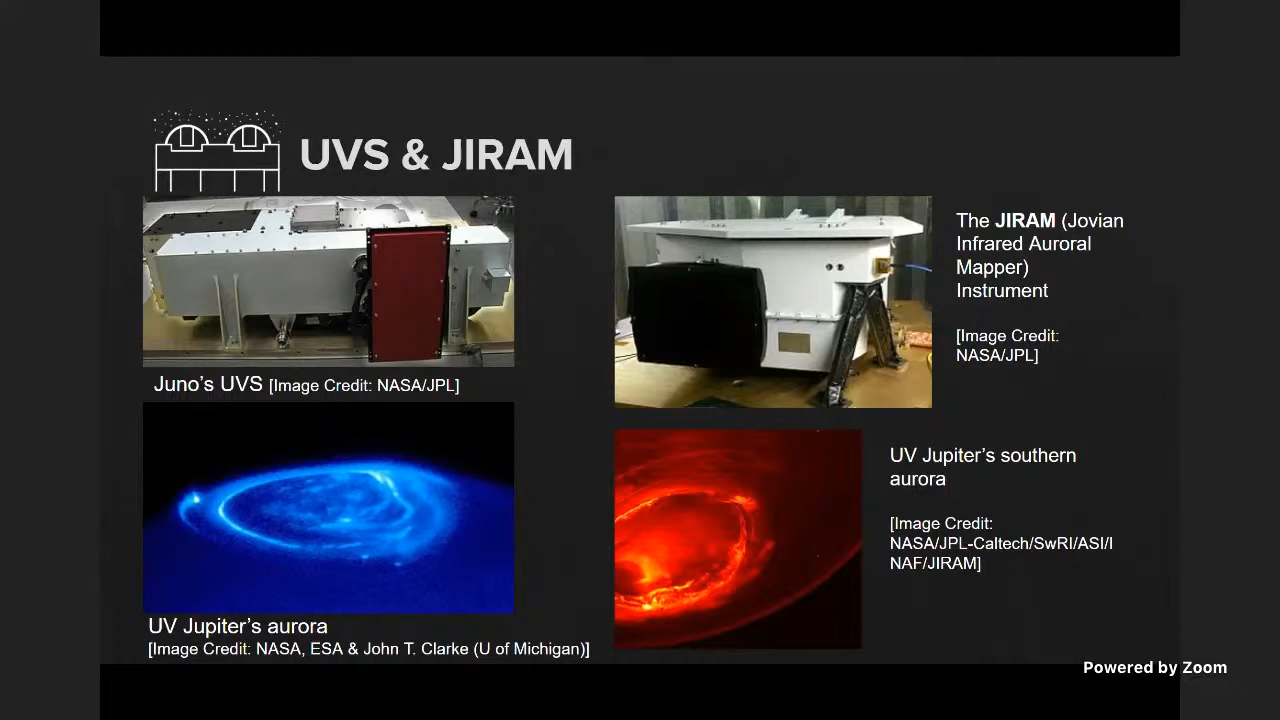 UVS & JIRAM
Juno's UVS [Image Credit: NASA/JPL]
UV Jupiter's aurora
[Image Credit: NASA, ESA & John T. Clarke (U of Michigan)]
The JIRAM (Jovian
Infrared Auroral
Mapper)
Instrument
[Image Credit:
NASA/JPL]
UV Jupiter's southern
aurora
[Image Credit:
NASA/JPL-Caltech/SwRI/ASI/I
NAF/JIRAM]
Powered by Zoom